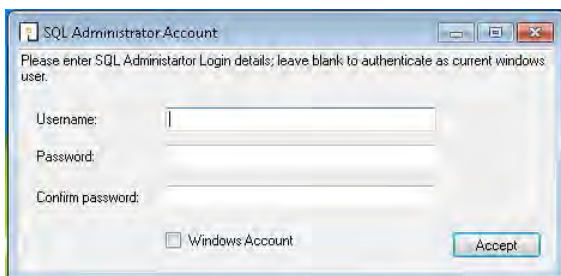 SQL Administrator Account
Please enter SQL Administartor Login details; leave blank to authenticate as current windows
user.
Username:
Password:
Confirm password:
Windows Account
Accept